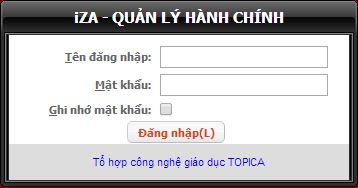 iZA - QUẢN LÝ HÀNH CHÍNH
Tên đăng nhập:
Mật khẩu:
Ghi nhớ mật khẩu:
Đăng nhập(L)
Tổ hợp công nghệ giáo dục TOPICA